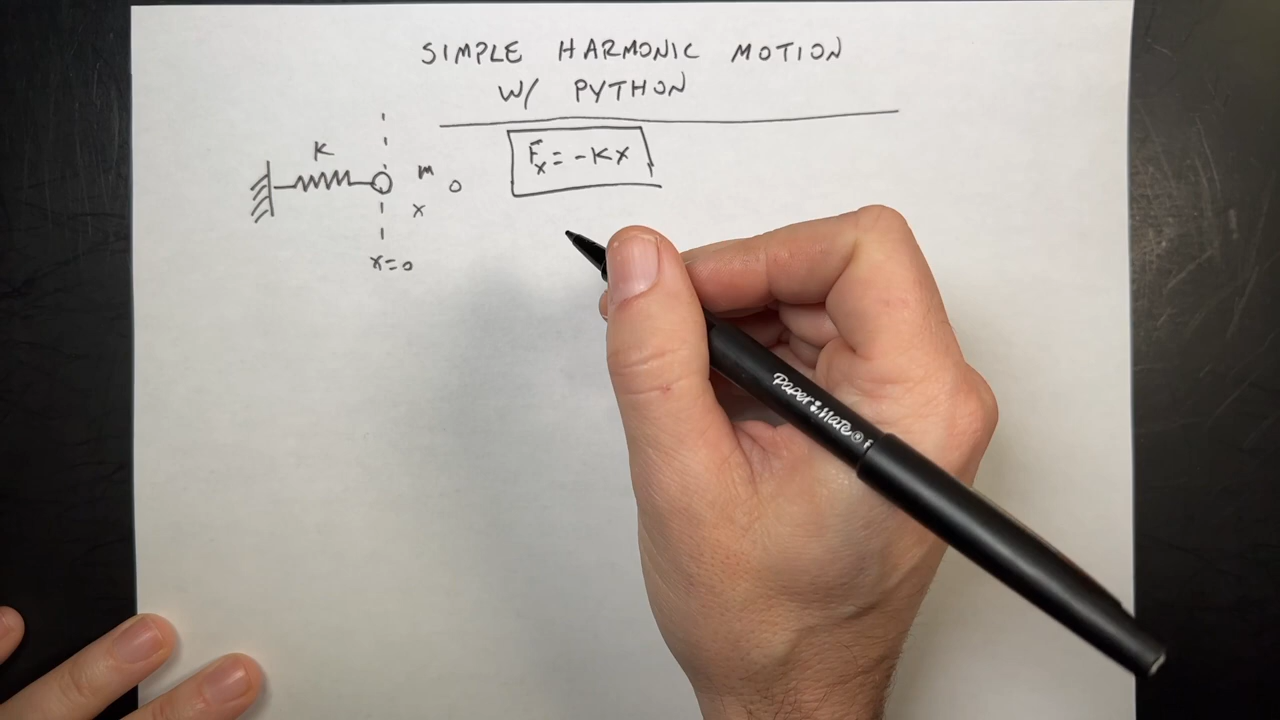 SIMPLE HARMONIC MOTION
W/ PYTHON
K
m
x
x=0
Fx=-Kx
Paper Mate®